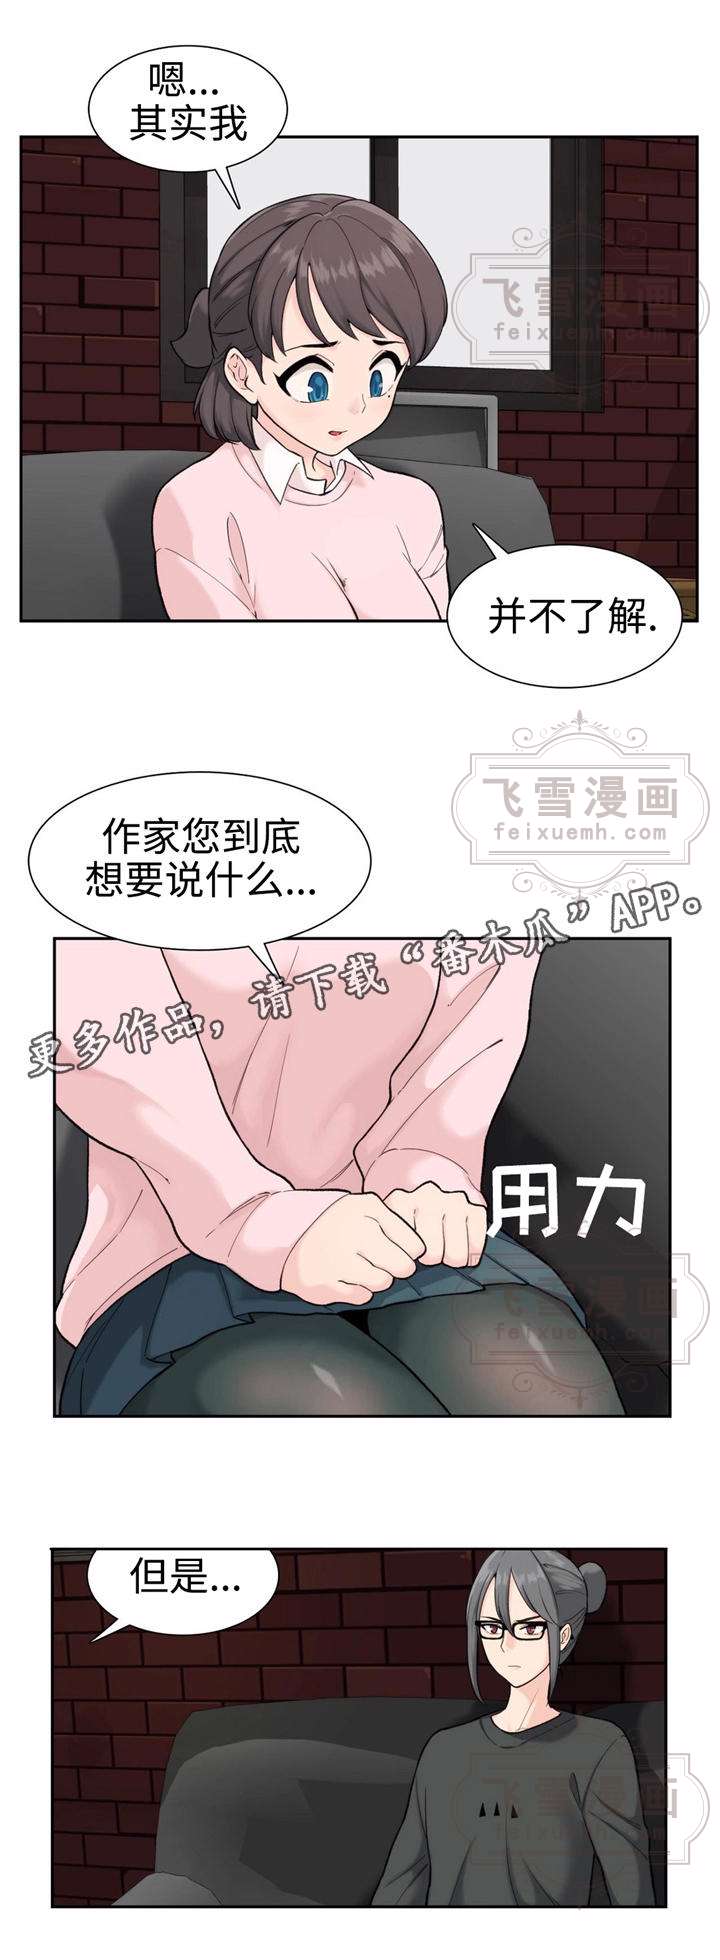 嗯...
其实我
飞雪漫画
feixuemh.com
并不了解.
飞雪漫画
feixuemh.com
作家您到底
想要说什么...
更多作品，请下载“番木瓜”APP。
用力
飞雪漫画
feixuemh.com
但是...
飞雪漫画
feixuemh.com